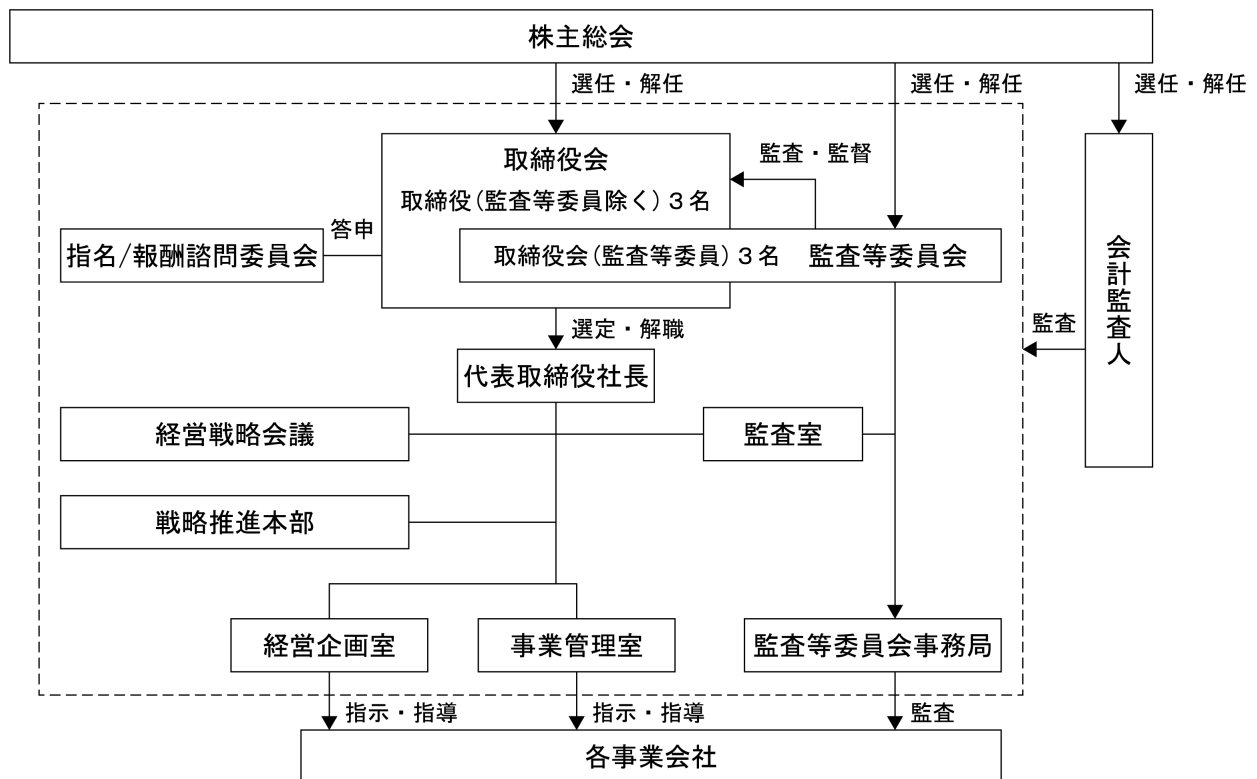 株主総会
選任・解任
選任・解任
選任・解任
取締役会
取締役(監査等委員除く)3名
監査・監督
答申
指名/報酬諮問委員会
取締役会(監査等委員)3名
監査等委員会
会計監査人
監査
選定・解職
代表取締役社長
経営戦略会議
監査室
戦略推進本部
経営企画室
事業管理室
監査等委員会事務局
指示・指導
指示・指導
監査
各事業会社